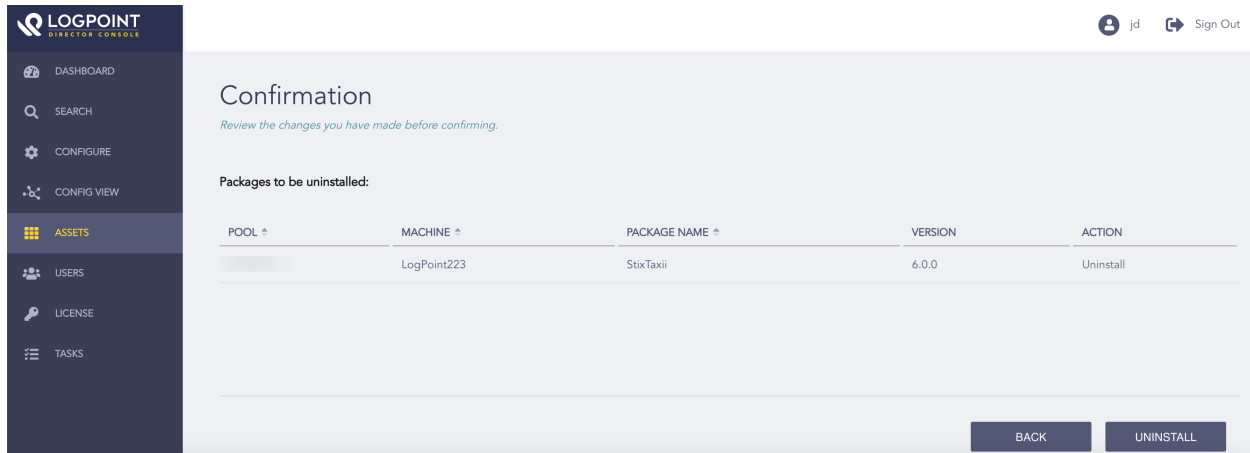 LOGPOINT
DIRECTOR CONSOLE
jd
Sign Out
DASHBOARD
SEARCH
CONFIGURE
CONFIG VIEW
ASSETS
USERS
LICENSE
TASKS
Confirmation
Review the changes you have made before confirming.
Packages to be uninstalled:
POOL MACHINE PACKAGE NAME VERSION ACTION
LogPoint223 StixTaxii 6.0.0 Uninstall
BACK UNINSTALL